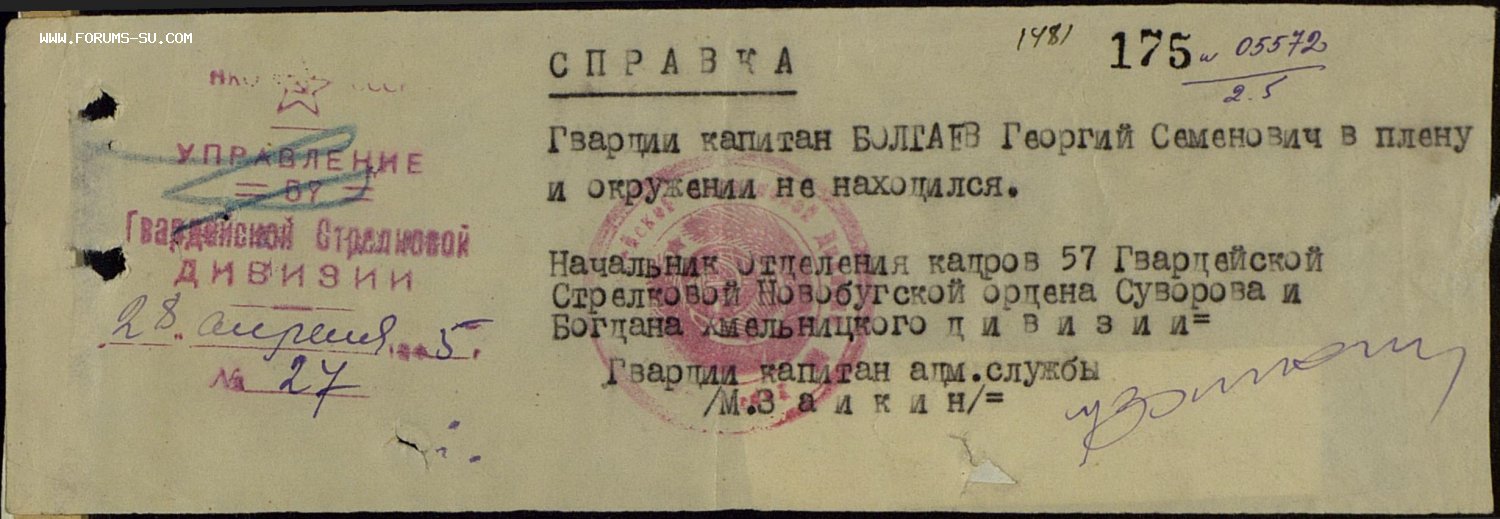 WWW.FORUMS-SU.COM
1481
175 05572
2.5
СПРАВКА
УПРАВЛЕНИЕ
= 57 =
Гвардейской Стрелковой
ДИВИЗИИ
28 апреля 5.
№ 27
Гвардии капитан БОЛГАЕВ Георгий Семенович в плену
и окружении не находился.
Начальник отделения кадров 57 Гвардейской
Стрелковой Новобугской ордена Суворова и
Богдана Хмельницкого дивизии=
Гвардии капитан адм.службы
/М.Заикин/=